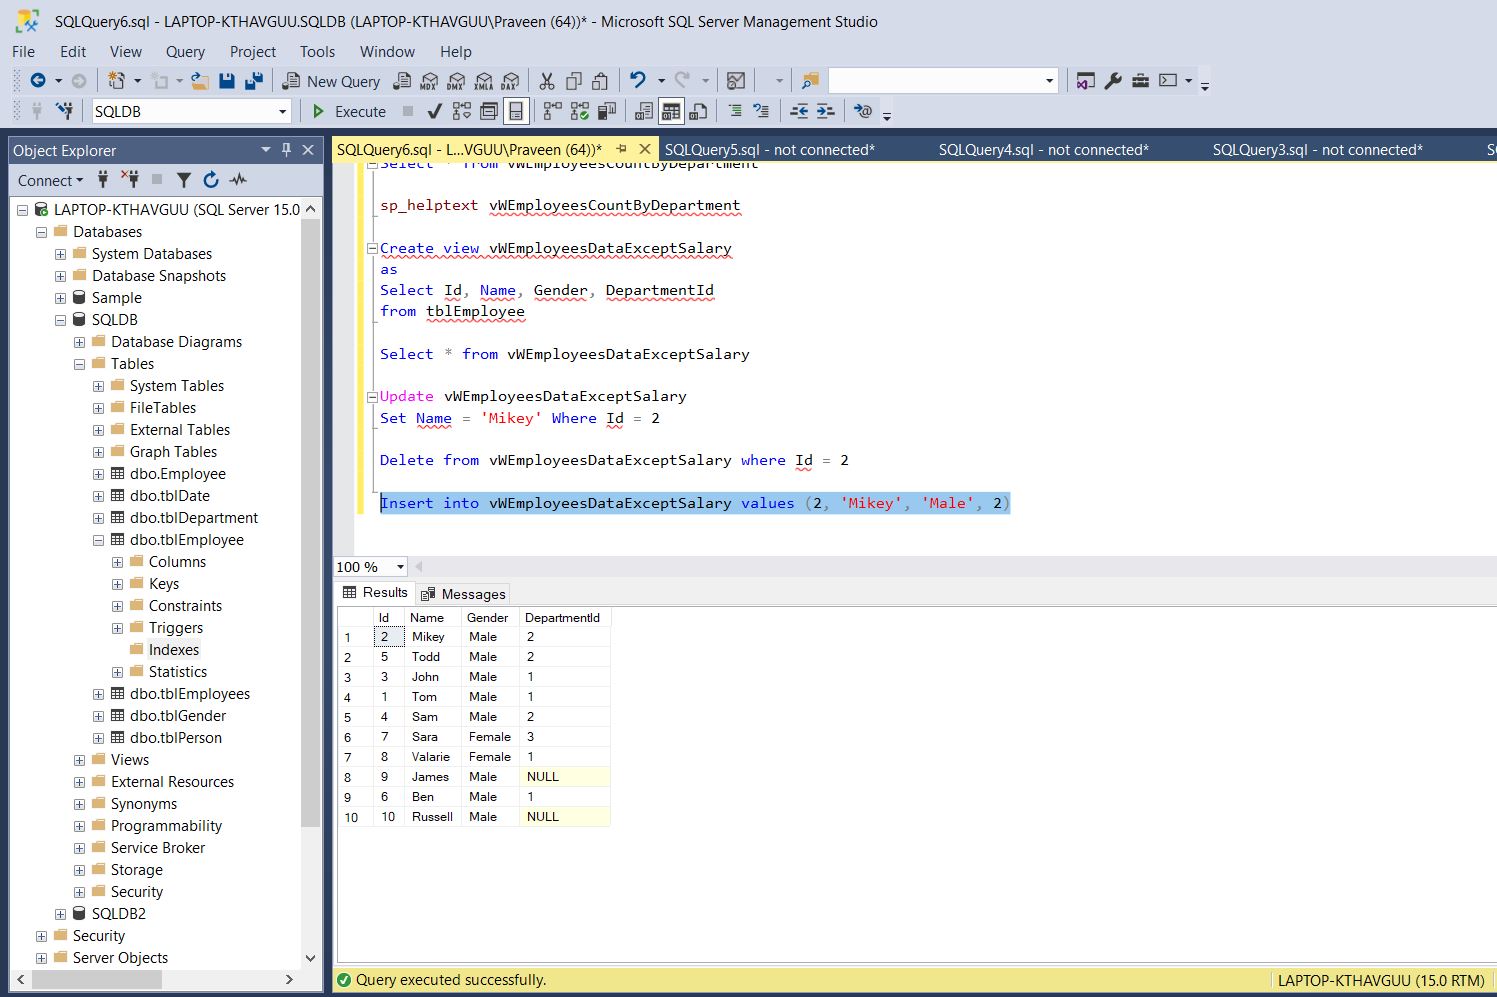 SQLQuery6.sql - LAPTOP-KTHAVGUU.SQLDB (LAPTOP-KTHAVGUU\Praveen (64))* - Microsoft SQL Server Management Studio
File Edit View Query Project Tools Window Help
New Query MDX DMX XMLA DAX
SQLDB Execute
Object Explorer
Connect
LAPTOP-KTHAVGUU (SQL Server 15.0
Databases
System Databases
Database Snapshots
Sample
SQLDB
Database Diagrams
Tables
System Tables
FileTables
External Tables
Graph Tables
dbo.Employee
dbo.tblDate
dbo.tblDepartment
dbo.tblEmployee
Columns
Keys
Constraints
Triggers
Indexes
Statistics
dbo.tblEmployees
dbo.tblGender
dbo.tblPerson
Views
External Resources
Synonyms
Programmability
Service Broker
Storage
Security
SQLDB2
Security
Server Objects
SQLQuery6.sql - L...VGUU\Praveen (64))* SQLQuery5.sql - not connected* SQLQuery4.sql - not connected* SQLQuery3.sql - not connected* S
Select * from vWEmployeesCountByDepartment
sp_helptext vWEmployeesCountByDepartment
Create view vWEmployeesDataExceptSalary
as
Select Id, Name, Gender, DepartmentId
from tblEmployee
Select * from vWEmployeesDataExceptSalary
Update vWEmployeesDataExceptSalary
Set Name = 'Mikey' Where Id = 2
Delete from vWEmployeesDataExceptSalary where Id = 2
Insert into vWEmployeesDataExceptSalary values (2, 'Mikey', 'Male', 2)
100 %
Results Messages
Id Name Gender DepartmentId
1 2 Mikey Male 2
2 5 Todd Male 2
3 3 John Male 1
4 1 Tom Male 1
5 4 Sam Male 2
6 7 Sara Female 3
7 8 Valarie Female 1
8 9 James Male NULL
9 6 Ben Male 1
10 10 Russell Male NULL
Query executed successfully. LAPTOP-KTHAVGUU (15.0 RTM)